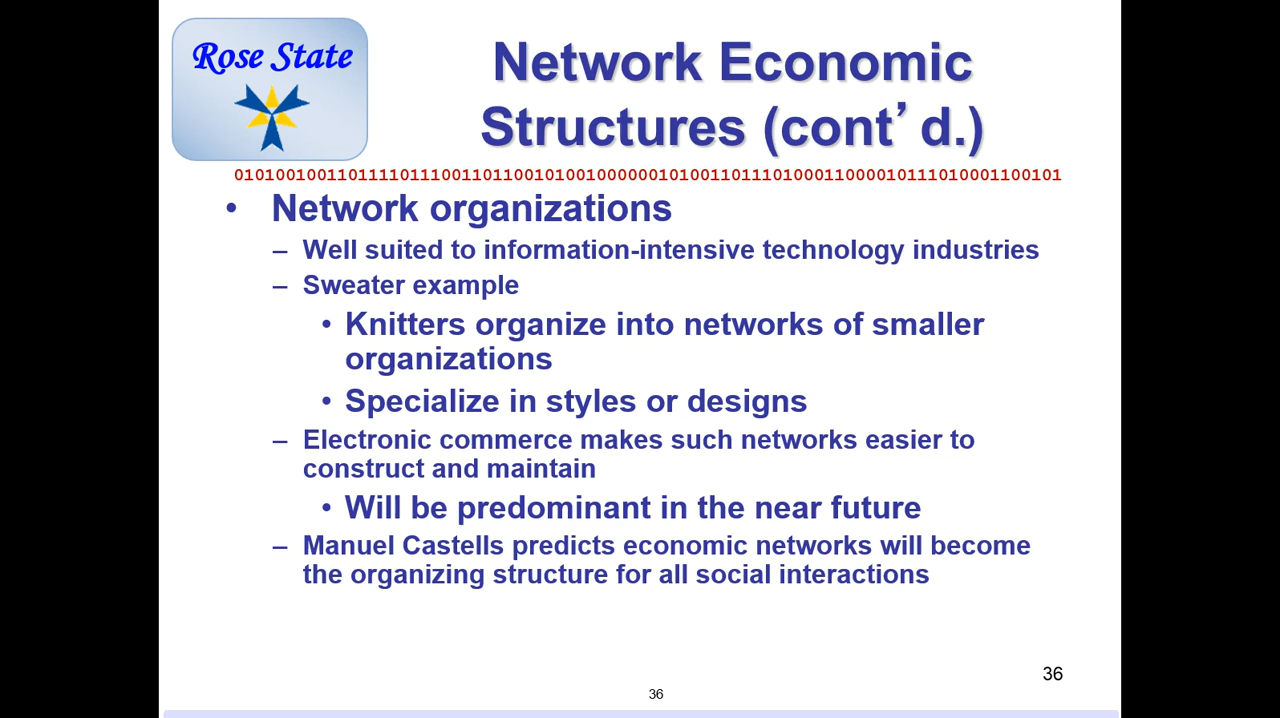 Rose State
Network Economic
Structures (cont’d.)
01010010011011110111001101100101001000000101001101110100011000010111010001100101
• Network organizations
– Well suited to information-intensive technology industries
– Sweater example
• Knitters organize into networks of smaller
organizations
• Specialize in styles or designs
– Electronic commerce makes such networks easier to
construct and maintain
• Will be predominant in the near future
– Manuel Castells predicts economic networks will become
the organizing structure for all social interactions
36
36